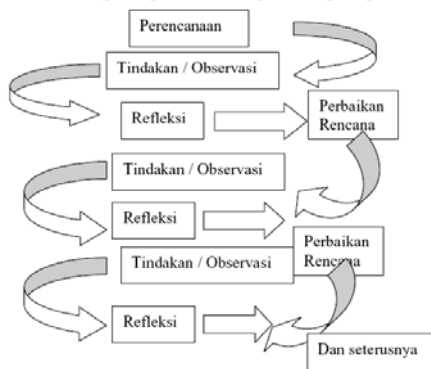 Perencanaan
Tindakan / Observasi
Refleksi
Perbaikan
Rencana
Tindakan / Observasi
Refleksi
Perbaikan
Rencana
Tindakan / Observasi
Refleksi
Dan seterusnya